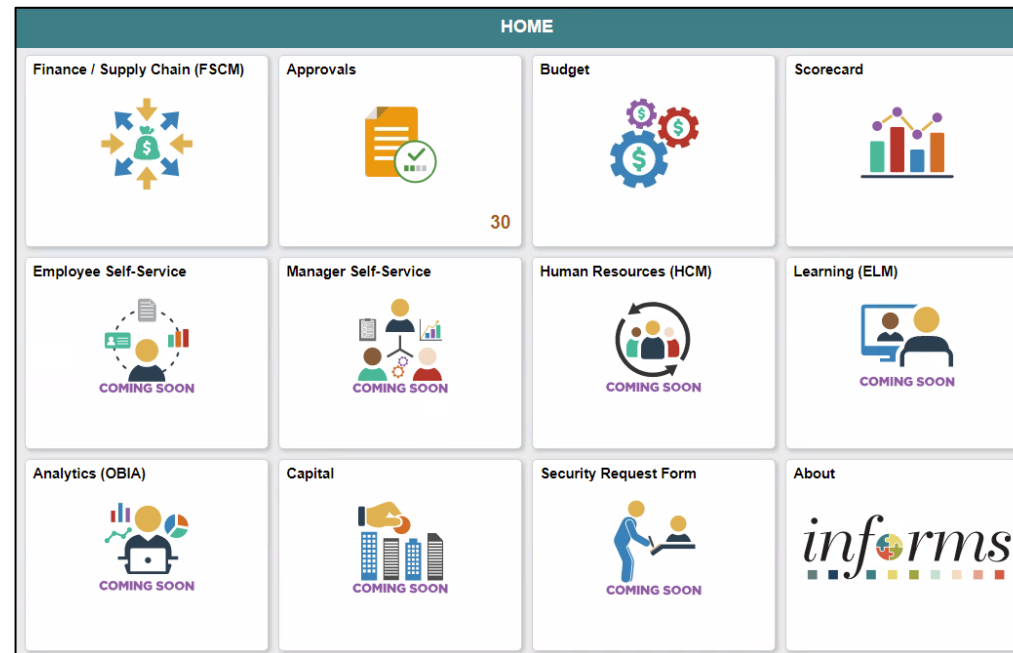 HOME
Finance / Supply Chain (FSCM)
Approvals
30
Budget
Scorecard
Employee Self-Service
COMING SOON
Manager Self-Service
COMING SOON
Human Resources (HCM)
COMING SOON
Learning (ELM)
COMING SOON
Analytics (OBIA)
COMING SOON
Capital
COMING SOON
Security Request Form
COMING SOON
About
informs